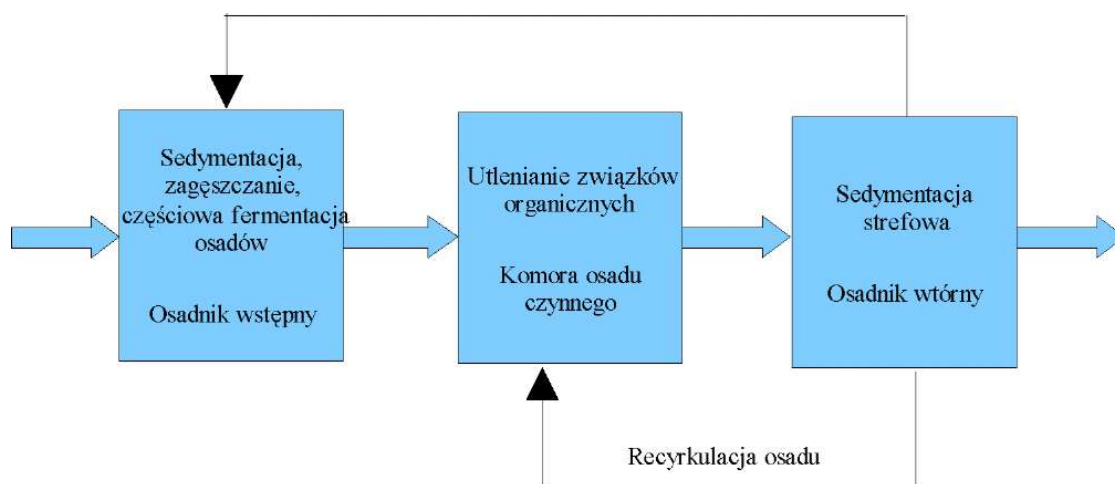 Sedymentacja,
zagęszczanie,
częściowa fermentacja
osadów
Osadnik wstępny
Utlenianie związków
organicznych
Komora osadu
czynnego
Sedymentacja
strefowa
Osadnik wtórny
Recyrkulacja osadu